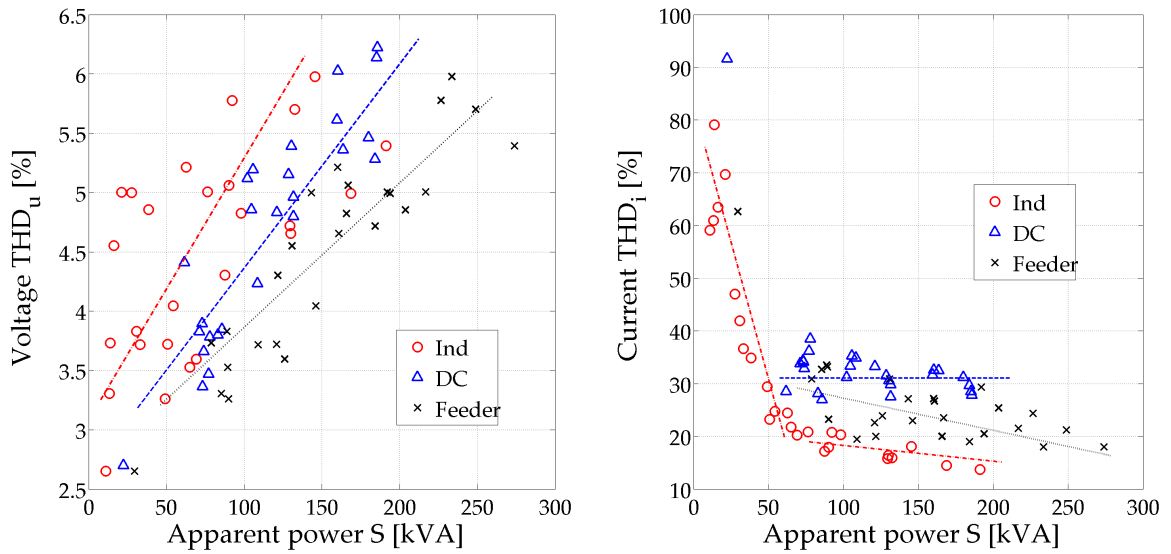 6.5
6
5.5
5
4.5
4
3.5
3
2.5
0 50 100 150 200 250 300
Voltage THDu [%]
Apparent power S [kVA]
Ind
DC
Feeder
100
90
80
70
60
50
40
30
20
10
0 50 100 150 200 250 300
Current THDi [%]
Apparent power S [kVA]
Ind
DC
Feeder